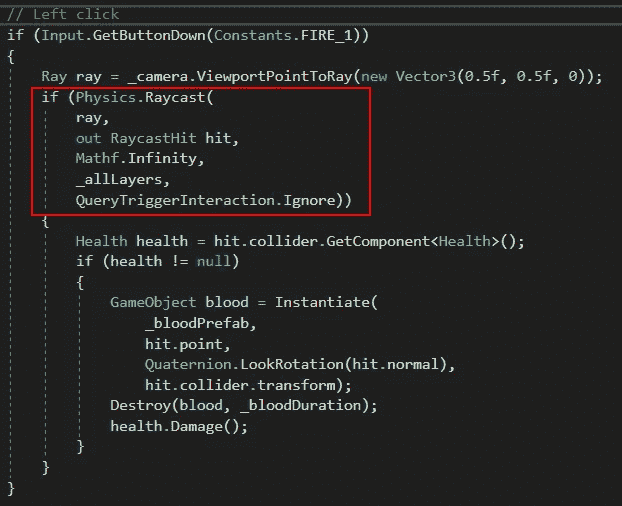 // Left click
if (Input.GetButtonDown(Constants.FIRE_1))
{
    Ray ray = _camera.ViewportPointToRay(new Vector3(0.5f, 0.5f, 0));
    if (Physics.Raycast(
        ray,
        out RaycastHit hit,
        Mathf.Infinity,
        _allLayers,
        QueryTriggerInteraction.Ignore))
    {
        Health health = hit.collider.GetComponent<Health>();
        if (health != null)
        {
            GameObject blood = Instantiate(
                _bloodPrefab,
                hit.point,
                Quaternion.LookRotation(hit.normal),
                hit.collider.transform);
            Destroy(blood, _bloodDuration);
            health.Damage();
        }
    }
}